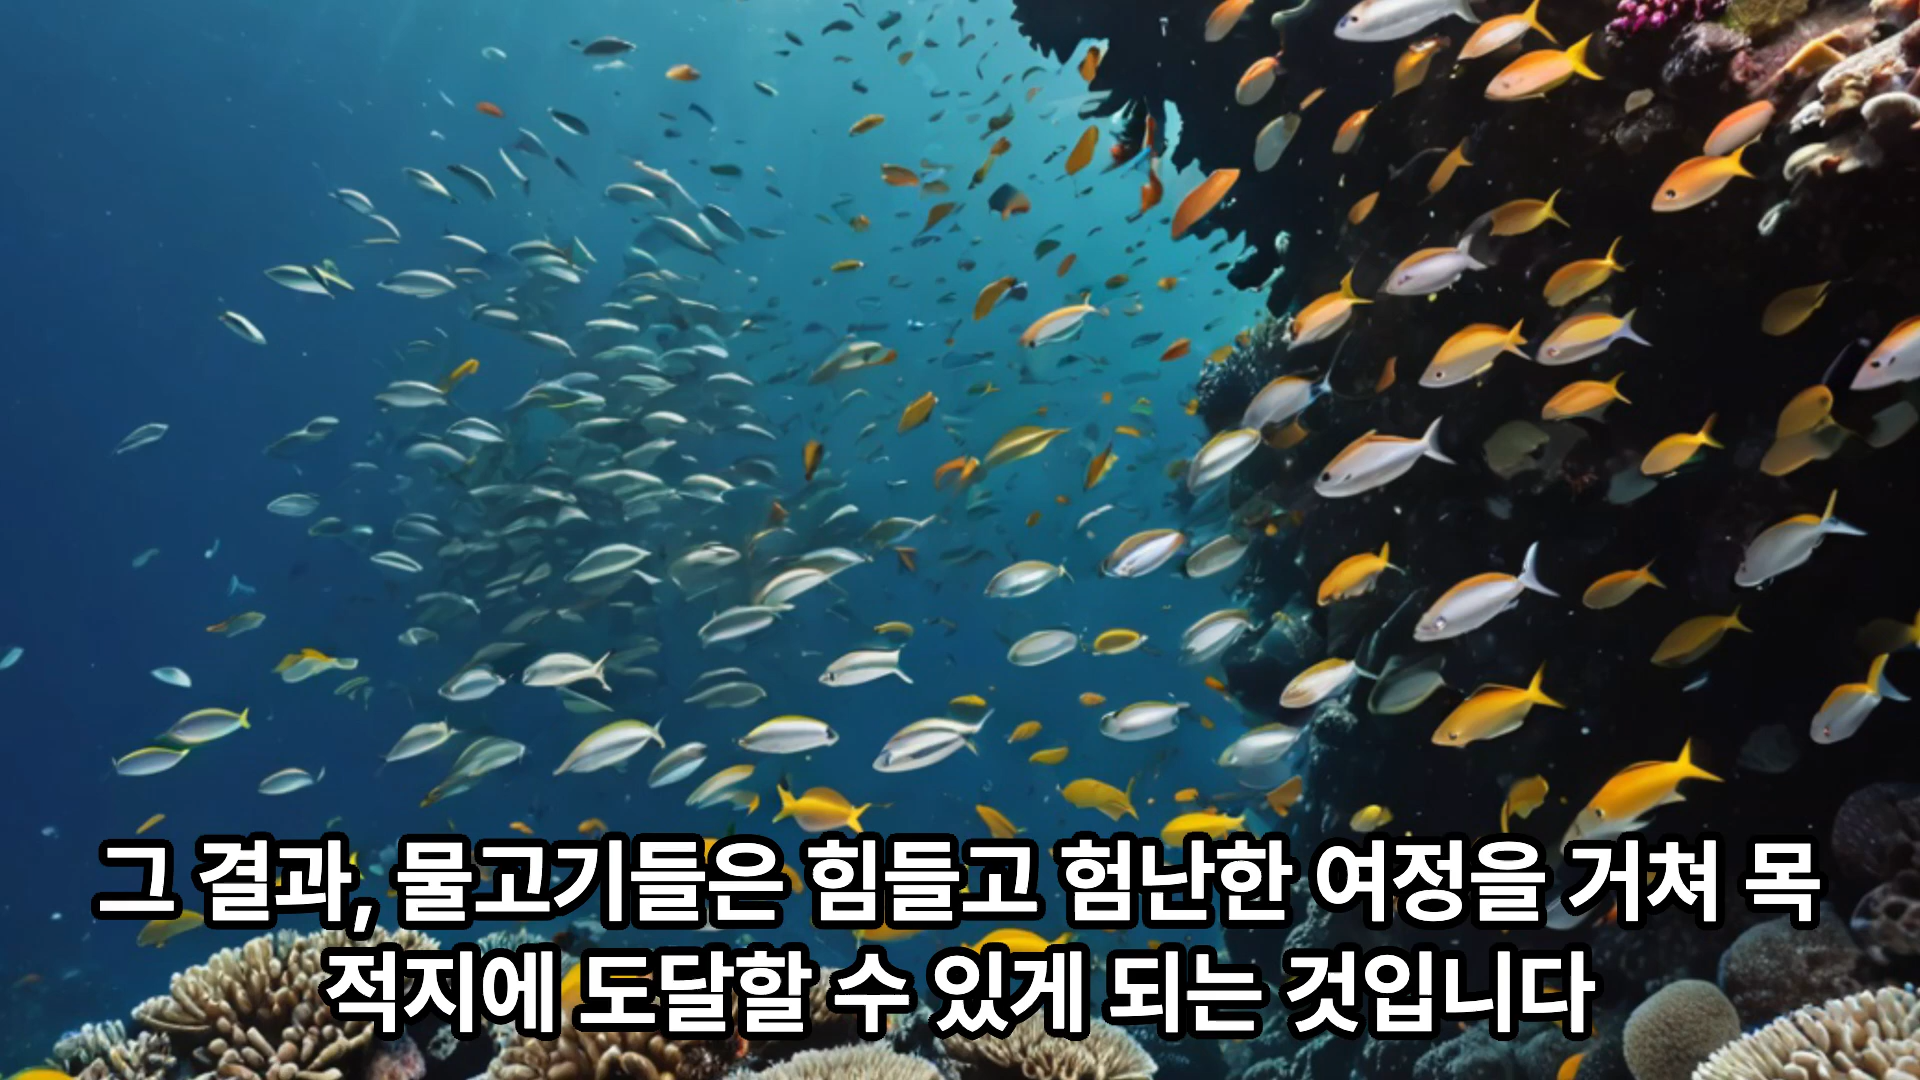 그 결과, 물고기들은 힘들고 험난한 여정을 거쳐 목
적지에 도달할 수 있게 되는 것입니다